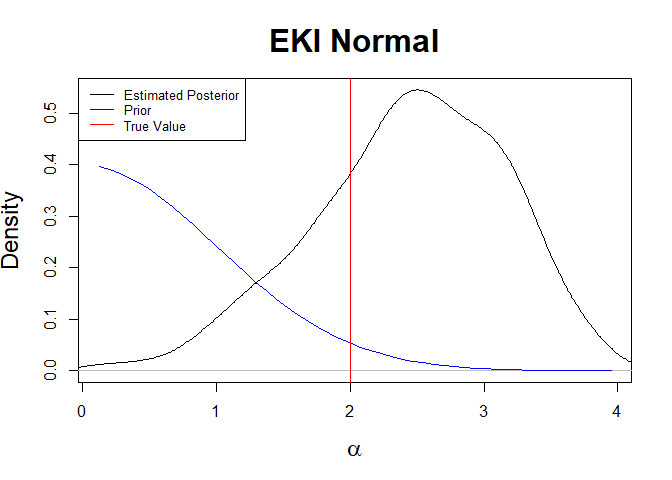 EKI Normal
Estimated Posterior
Prior
True Value
Density
0.0 0.1 0.2 0.3 0.4 0.5
0 1 2 3 4
α